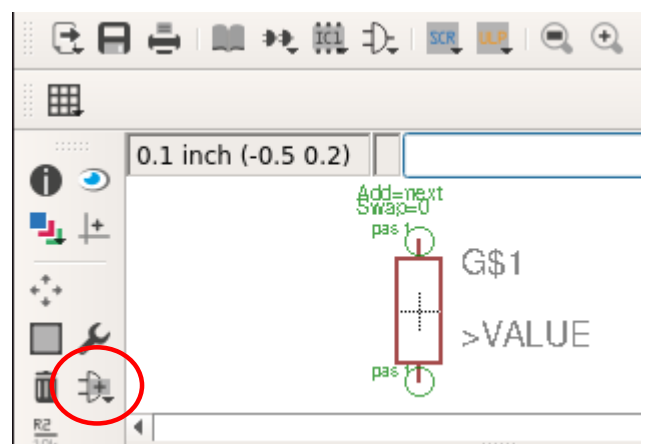 IC1
SCR
ULP
0.1 inch (-0.5 0.2)
Add=next
Swap=0
pas 1
G$1
>VALUE
pas 1
R2